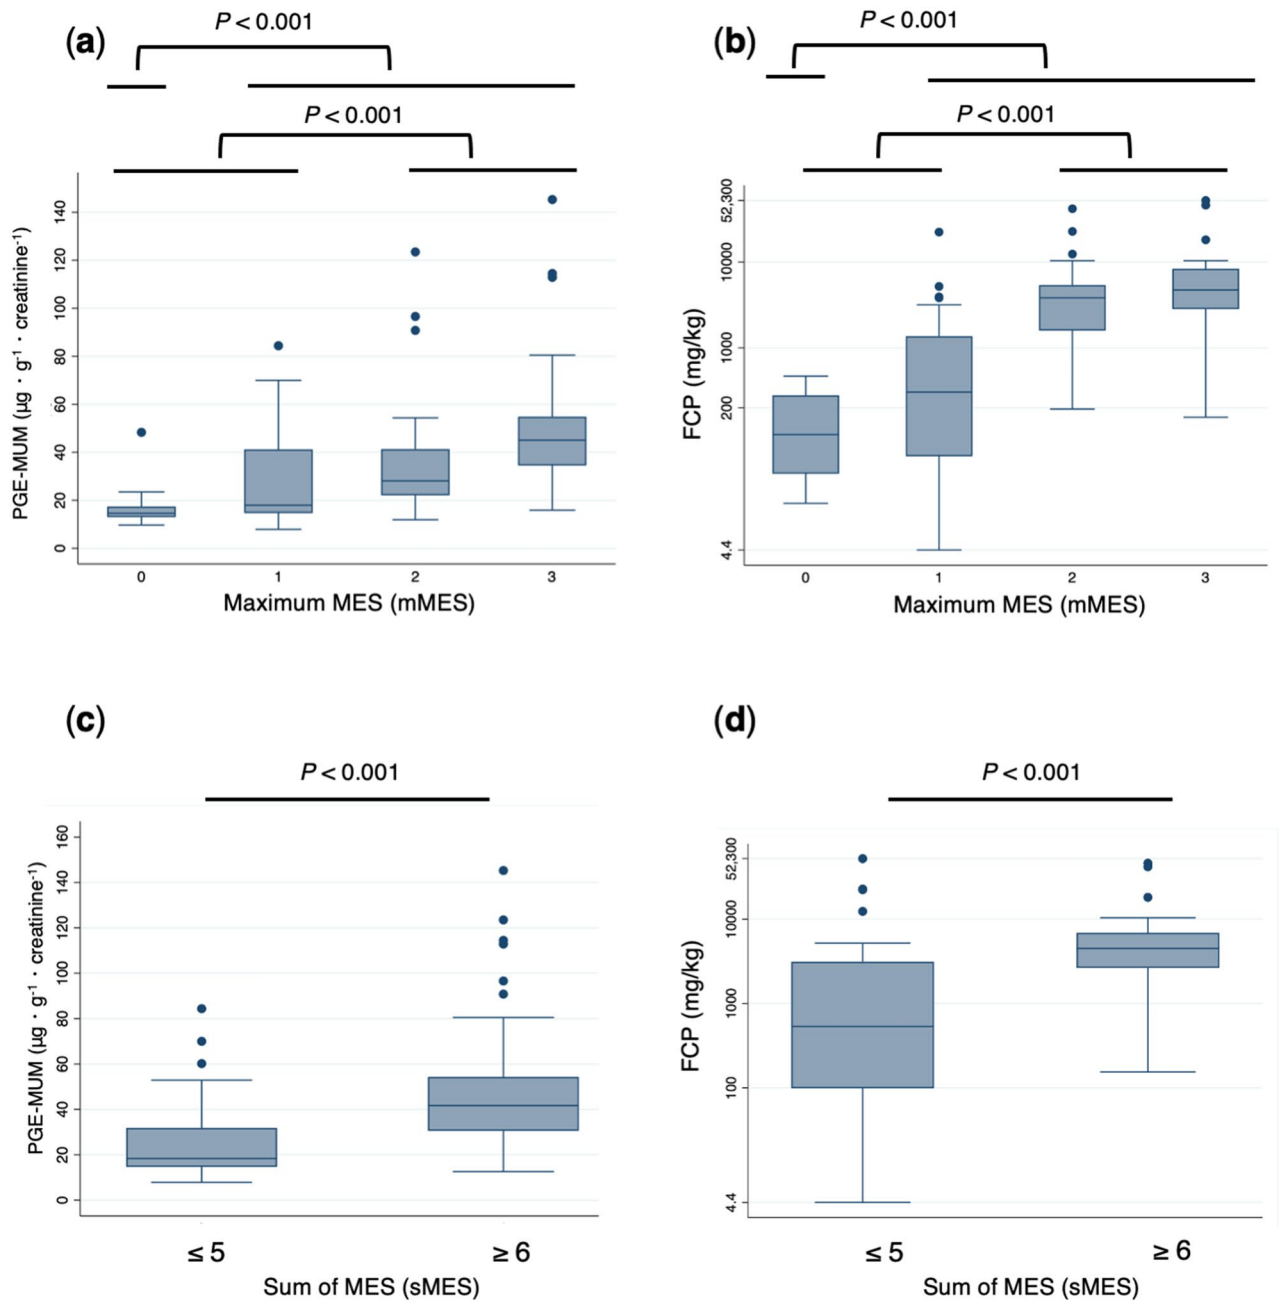 (a)
P < 0.001
P < 0.001
PGE-MUM (µg・g⁻¹・creatinine⁻¹)
140
120
100
80
60
40
20
0
0 1 2 3
Maximum MES (mMES)
(b)
P < 0.001
P < 0.001
FCP (mg/kg)
52,300
10000
1000
200
4.4
0 1 2 3
Maximum MES (mMES)
(c)
P < 0.001
PGE-MUM (µg・g⁻¹・creatinine⁻¹)
160
140
120
100
80
60
40
20
0
≤ 5 ≥ 6
Sum of MES (sMES)
(d)
P < 0.001
FCP (mg/kg)
52,300
10000
1000
100
4.4
≤ 5 ≥ 6
Sum of MES (sMES)